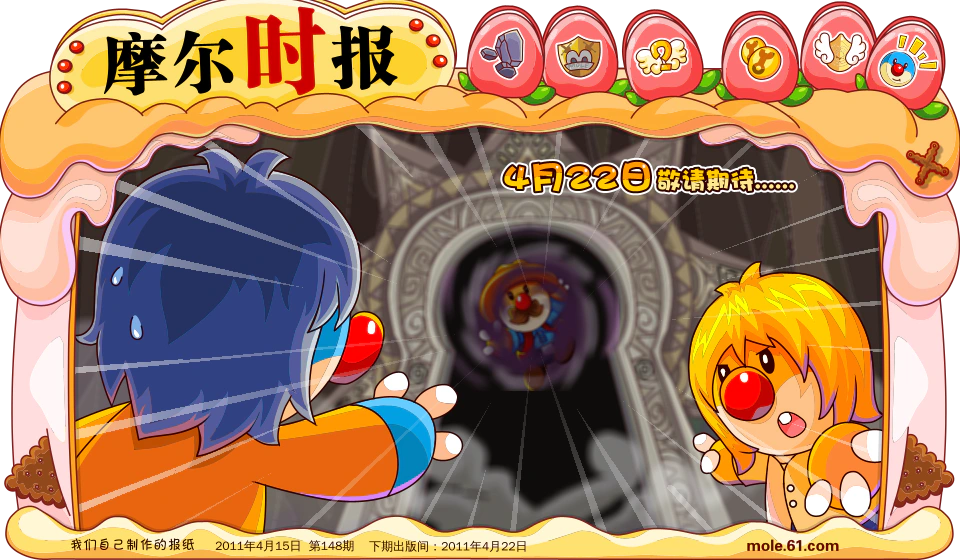 摩尔时报
4月22日敬请期待......
我们自己制作的报纸 2011年4月15日 第148期 下期出版间：2011年4月22日
mole.61.com